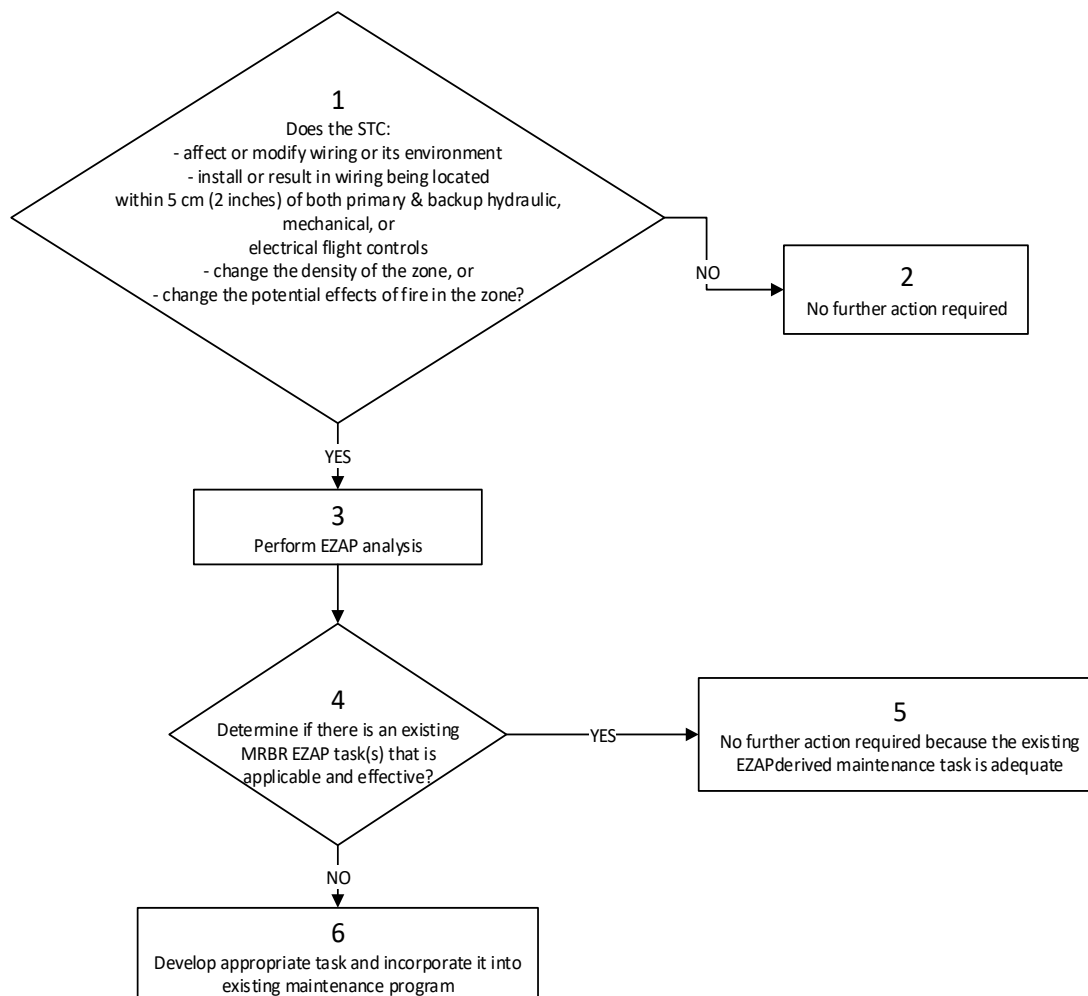 1
Does the STC:
- affect or modify wiring or its environment
- install or result in wiring being located
within 5 cm (2 inches) of both primary & backup hydraulic,
mechanical, or
electrical flight controls
- change the density of the zone, or
- change the potential effects of fire in the zone?
NO
2
No further action required
YES
3
Perform EZAP analysis
4
Determine if there is an existing
MRBR EZAP task(s) that is
applicable and effective?
YES
5
No further action required because the existing
EZAPderived maintenance task is adequate
NO
6
Develop appropriate task and incorporate it into
existing maintenance program